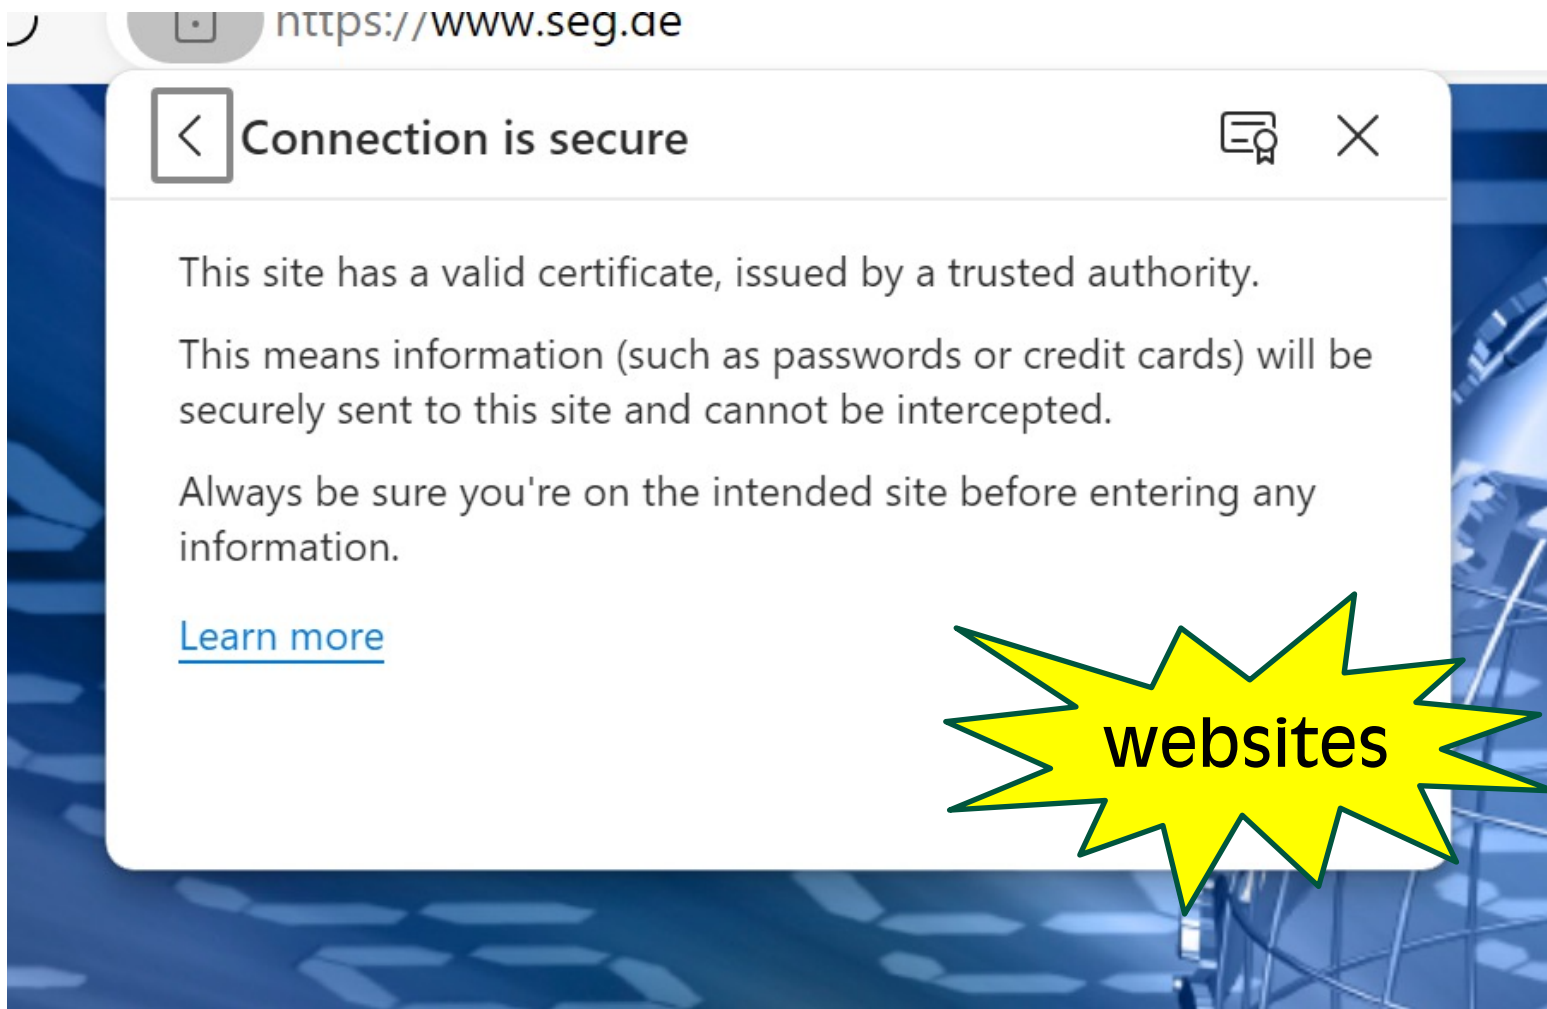 https://www.seg.de
Connection is secure
This site has a valid certificate, issued by a trusted authority.
This means information (such as passwords or credit cards) will be
securely sent to this site and cannot be intercepted.
Always be sure you're on the intended site before entering any
information.
Learn more
websites